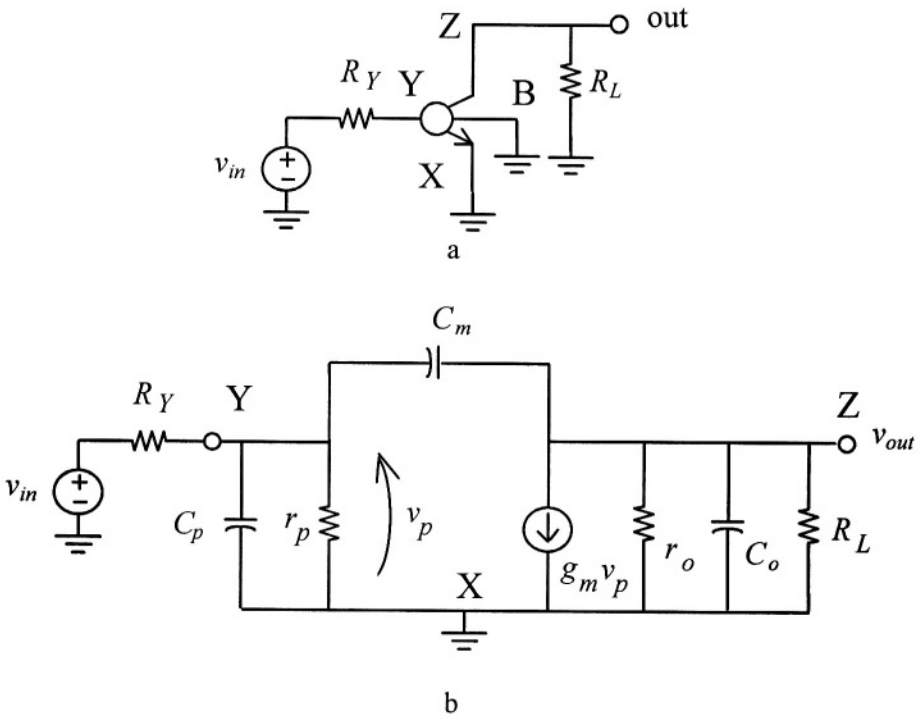 Z out
R_Y Y B R_L
v_in
X
a
C_m
R_Y Y Z
v_out
v_in
C_p r_p v_p g_m v_p r_o C_o R_L
X
b